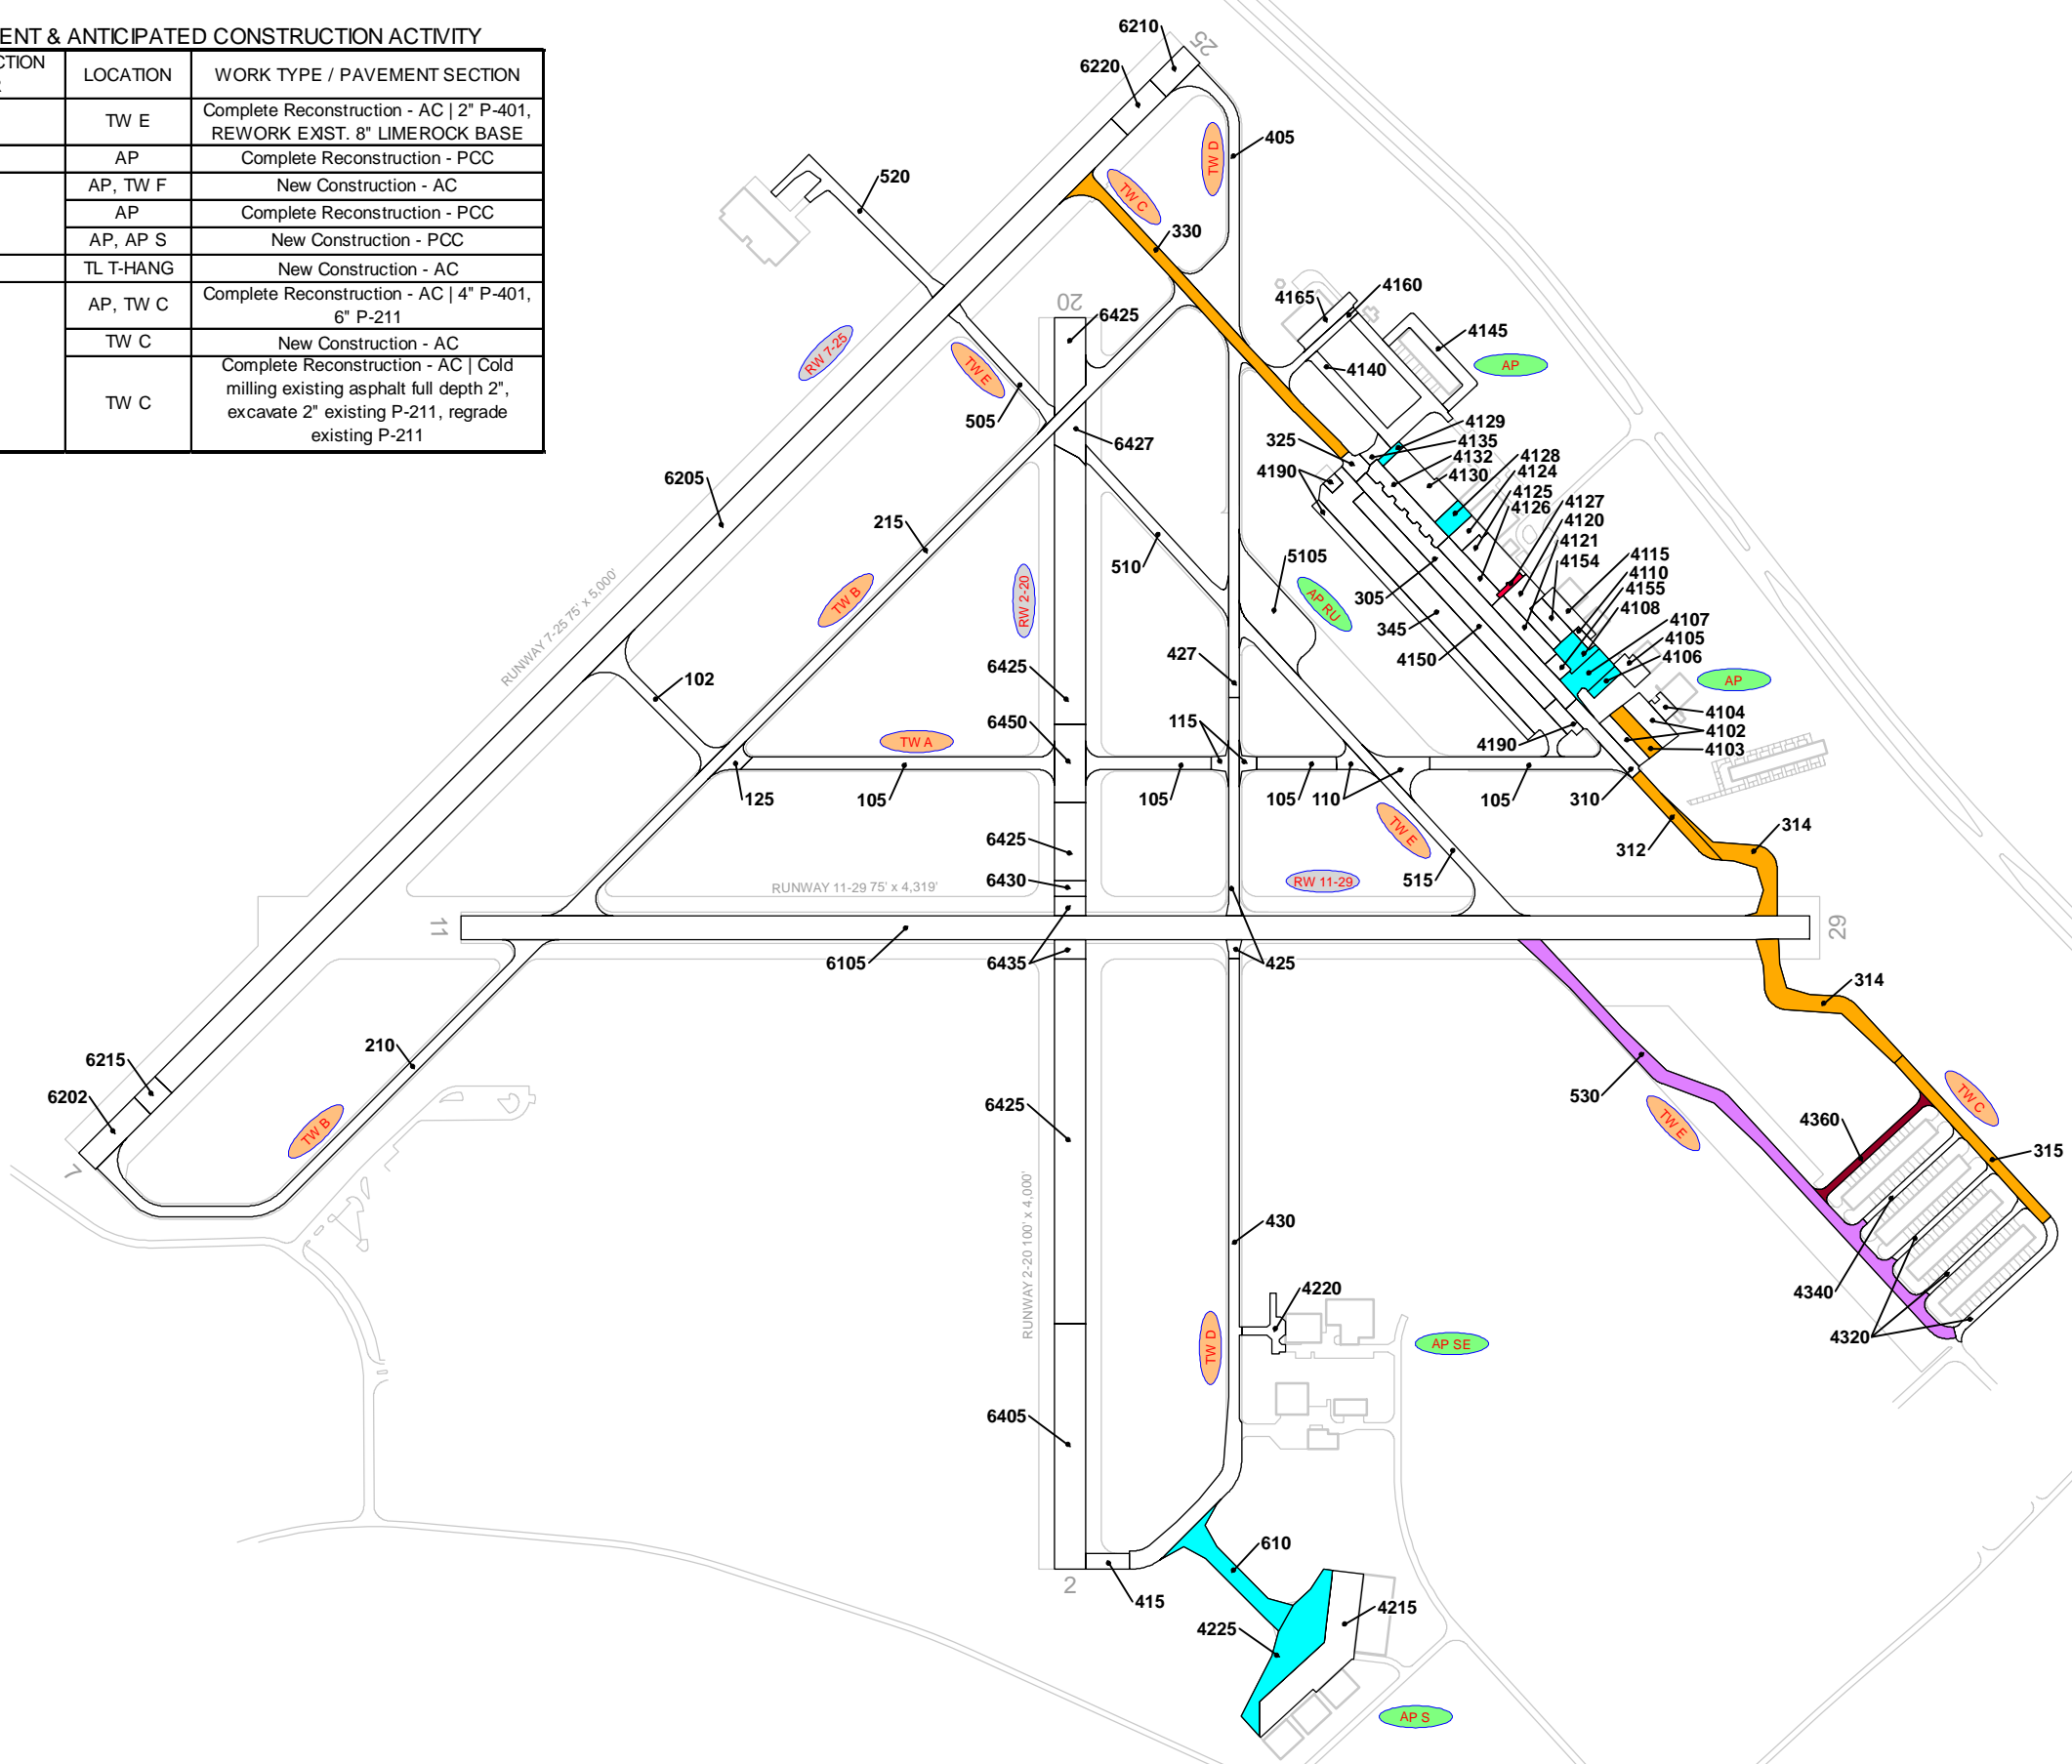 ENT & ANTICIPATED CONSTRUCTION ACTIVITY
CTION
LOCATION
WORK TYPE / PAVEMENT SECTION
TW E
Complete Reconstruction - AC | 2" P-401,
REWORK EXIST. 8" LIMEROCK BASE
AP
Complete Reconstruction - PCC
AP, TW F
New Construction - AC
AP
Complete Reconstruction - PCC
AP, AP S
New Construction - PCC
TL T-HANG
New Construction - AC
AP, TW C
Complete Reconstruction - AC | 4" P-401,
6" P-211
TW C
New Construction - AC
TW C
Complete Reconstruction - AC | Cold
milling existing asphalt full depth 2",
excavate 2" existing P-211, regrade
existing P-211
6210
25
6220
405
TW D
TW C
520
330
4165
4160
20
6425
4145
RW 7-25
TW E
4140
AP
505
6427
4129
325
4135
4132
4128
4190
4130
4124
6205
4125
4127
4126
215
4120
510
5105
4121
4154
4115
4110
RW 2-20
TW B
AP RU
305
4155
4108
345
4107
RUNWAY 7-25 75' x 5,000'
4105
427
4150
4106
6425
102
AP
4104
6450
115
4102
TW A
4190
4103
125
105
105
105
110
105
310
TW E
314
6425
312
RUNWAY 11-29 75' x 4,319'
6430
RW 11-29
515
11
29
6105
6435
425
314
210
6215
6202
530
TW C
6425
TW B
TW E
4360
7
315
RUNWAY 2-20 100' x 4,000'
430
4220
4340
TW D
4320
AP SE
6405
610
2
415
4215
4225
AP S